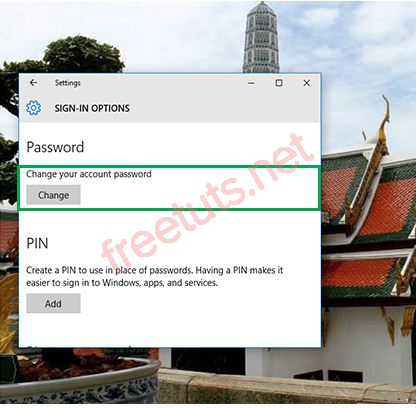 Settings
SIGN-IN OPTIONS
Password
Change your account password
Change
PIN
Create a PIN to use in place of passwords. Having a PIN makes it
easier to sign in to Windows, apps, and services.
Add
freetuts.net